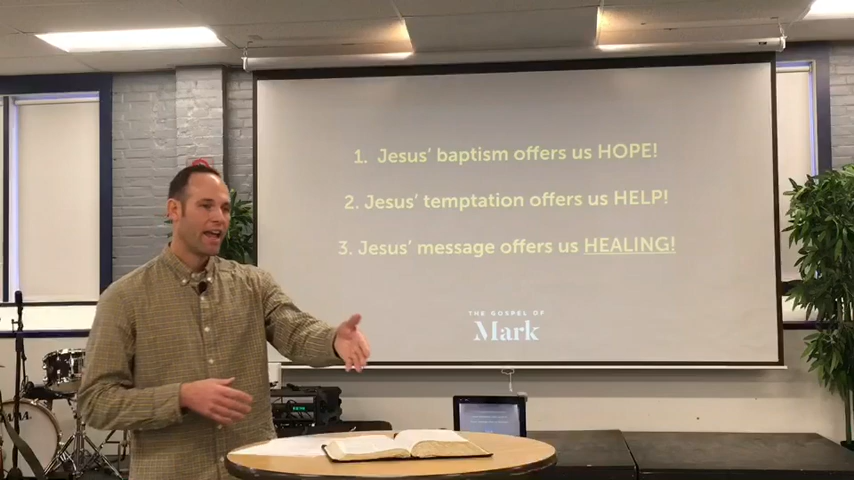 1. Jesus' baptism offers us HOPE!
2. Jesus' temptation offers us HELP!
3. Jesus' message offers us HEALING!
THE GOSPEL OF
Mark